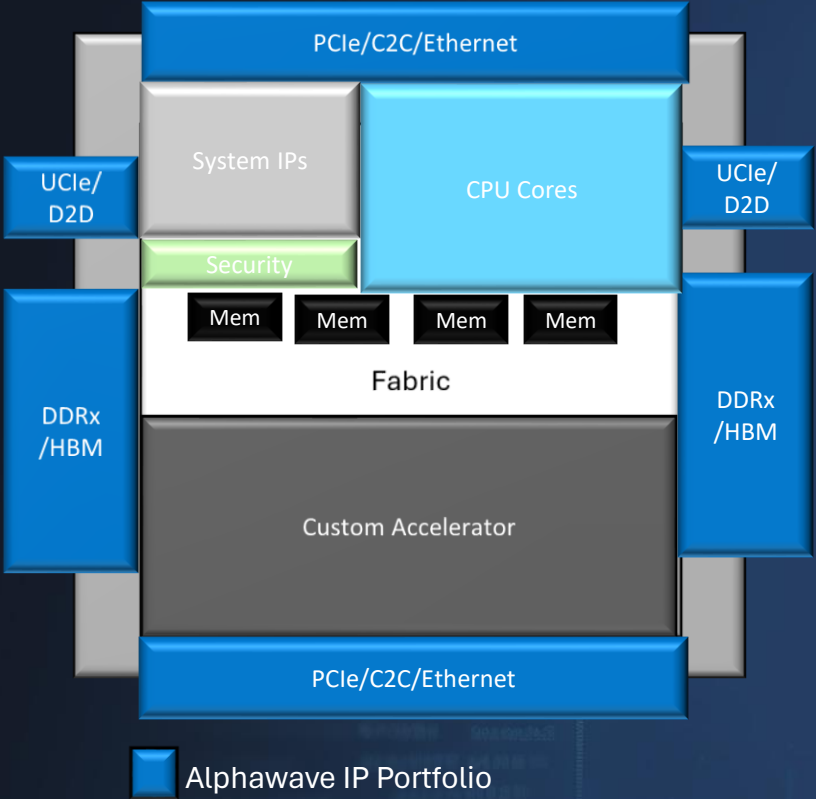 PCIe/C2C/Ethernet
System IPs
CPU Cores
UCIe/
D2D
UCIe/
D2D
Security
Mem
Mem
Mem
Mem
Fabric
DDRx
/HBM
DDRx
/HBM
Custom Accelerator
PCIe/C2C/Ethernet
Alphawave IP Portfolio